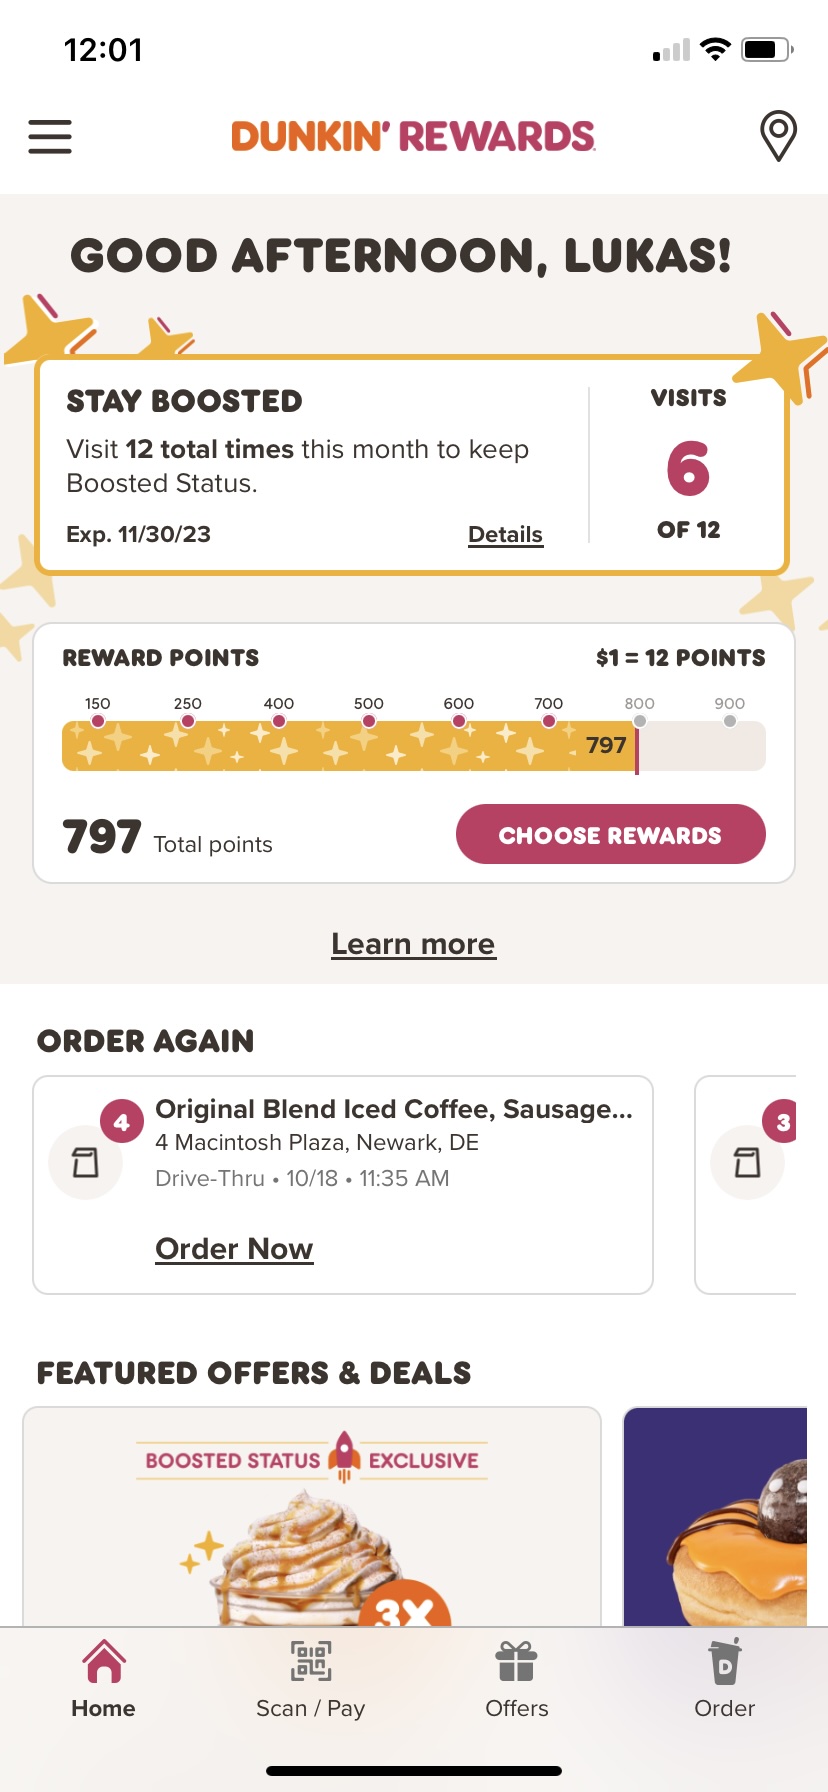 12:01
DUNKIN' REWARDS
GOOD AFTERNOON, LUKAS!
STAY BOOSTED
Visit 12 total times this month to keep
Boosted Status.
Exp. 11/30/23
Details
VISITS
6
OF 12
REWARD POINTS
$1 = 12 POINTS
150 250 400 500 600 700 800 900
797
797 Total points
CHOOSE REWARDS
Learn more
ORDER AGAIN
4
Original Blend Iced Coffee, Sausage...
4 Macintosh Plaza, Newark, DE
Drive-Thru • 10/18 • 11:35 AM
Order Now
3
FEATURED OFFERS & DEALS
BOOSTED STATUS EXCLUSIVE
3X
Home
Scan / Pay
Offers
D
Order